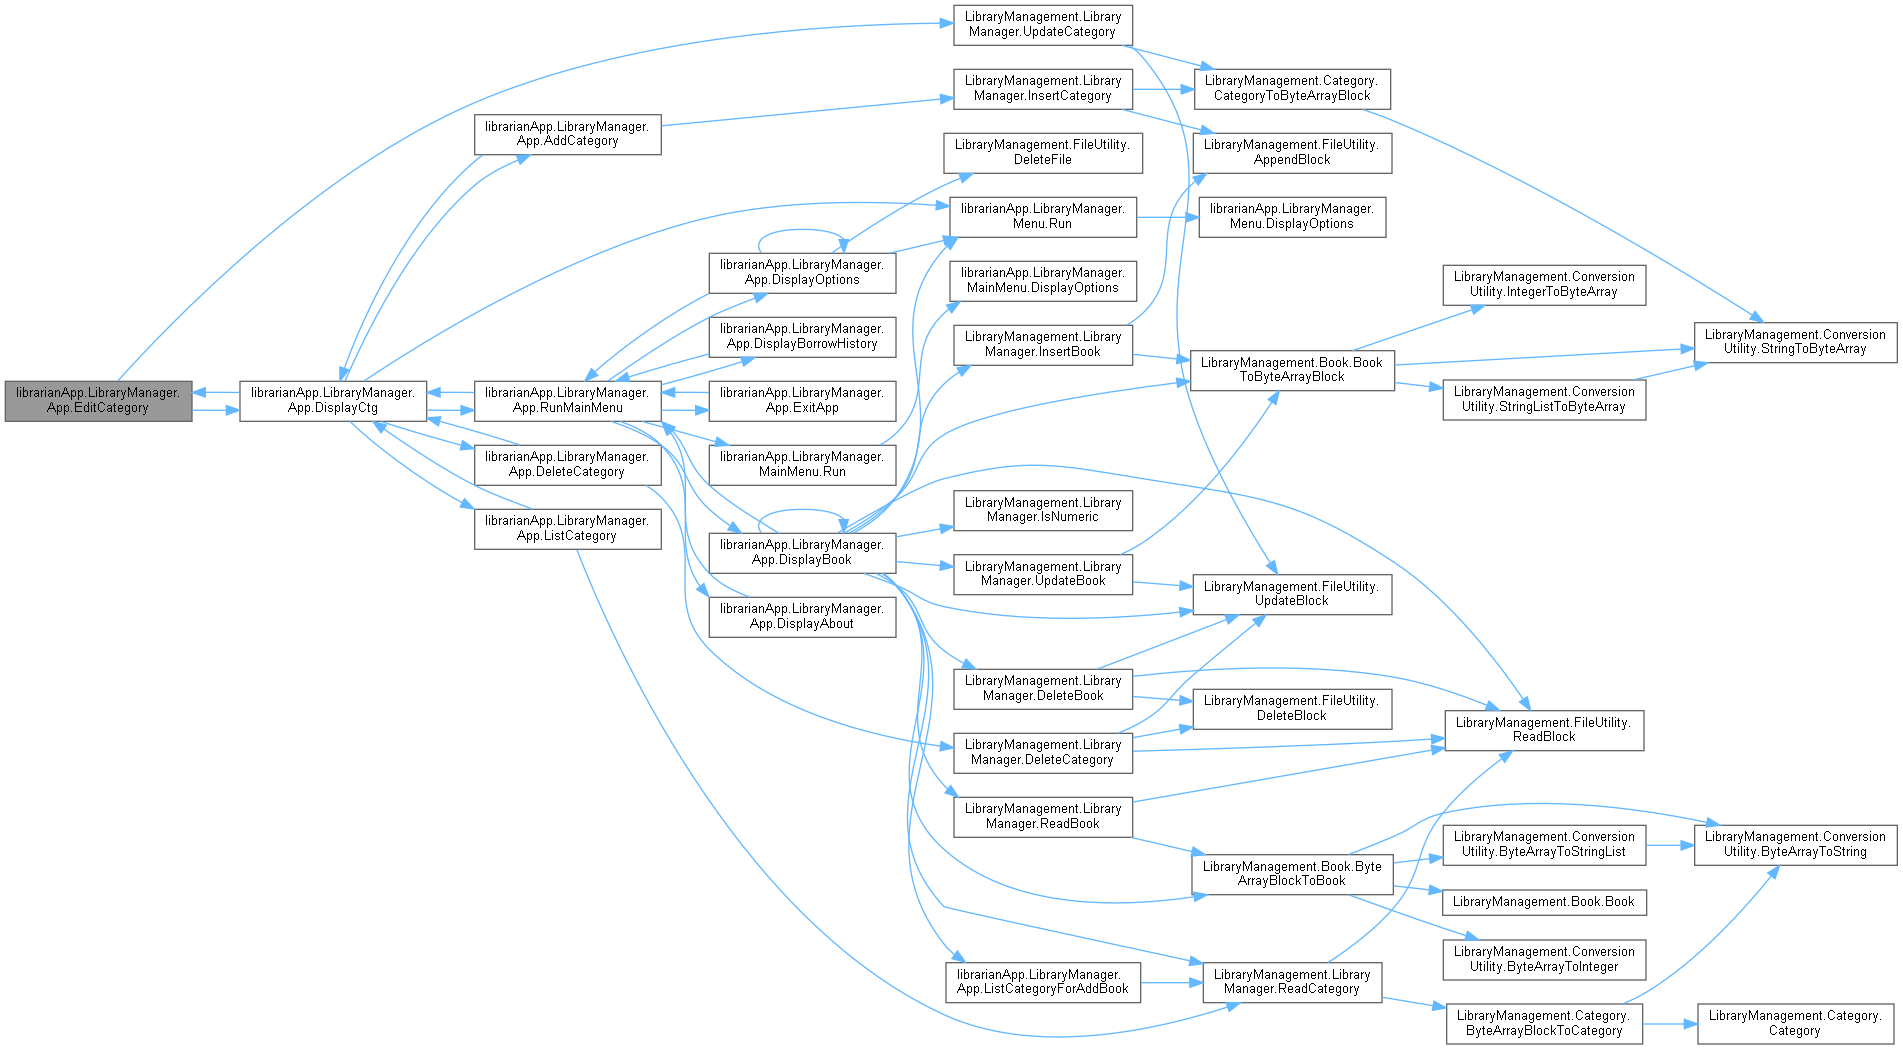 librarianApp.LibraryManager.
App.EditCategory
librarianApp.LibraryManager.
App.DisplayCtg
librarianApp.LibraryManager.
App.AddCategory
librarianApp.LibraryManager.
App.RunMainMenu
librarianApp.LibraryManager.
App.DeleteCategory
librarianApp.LibraryManager.
App.ListCategory
librarianApp.LibraryManager.
App.DisplayOptions
librarianApp.LibraryManager.
App.DisplayBorrowHistory
librarianApp.LibraryManager.
App.ExitApp
librarianApp.LibraryManager.
MainMenu.Run
librarianApp.LibraryManager.
App.DisplayBook
librarianApp.LibraryManager.
App.DisplayAbout
LibraryManagement.Library
Manager.UpdateCategory
LibraryManagement.Library
Manager.InsertCategory
LibraryManagement.FileUtility.
DeleteFile
librarianApp.LibraryManager.
Menu.Run
librarianApp.LibraryManager.
MainMenu.DisplayOptions
LibraryManagement.Library
Manager.InsertBook
LibraryManagement.Library
Manager.IsNumeric
LibraryManagement.Library
Manager.UpdateBook
LibraryManagement.Library
Manager.DeleteBook
LibraryManagement.Library
Manager.DeleteCategory
LibraryManagement.Library
Manager.ReadBook
librarianApp.LibraryManager.
App.ListCategoryForAddBook
LibraryManagement.Category.
CategoryToByteArrayBlock
LibraryManagement.FileUtility.
AppendBlock
librarianApp.LibraryManager.
Menu.DisplayOptions
LibraryManagement.Book.Book
ToByteArrayBlock
LibraryManagement.FileUtility.
UpdateBlock
LibraryManagement.FileUtility.
DeleteBlock
LibraryManagement.Book.Byte
ArrayBlockToBook
LibraryManagement.Library
Manager.ReadCategory
LibraryManagement.Conversion
Utility.IntegerToByteArray
LibraryManagement.Conversion
Utility.StringListToByteArray
LibraryManagement.FileUtility.
ReadBlock
LibraryManagement.Conversion
Utility.ByteArrayToStringList
LibraryManagement.Book.Book
LibraryManagement.Conversion
Utility.ByteArrayToInteger
LibraryManagement.Category.
ByteArrayBlockToCategory
LibraryManagement.Conversion
Utility.StringToByteArray
LibraryManagement.Conversion
Utility.ByteArrayToString
LibraryManagement.Category.
Category